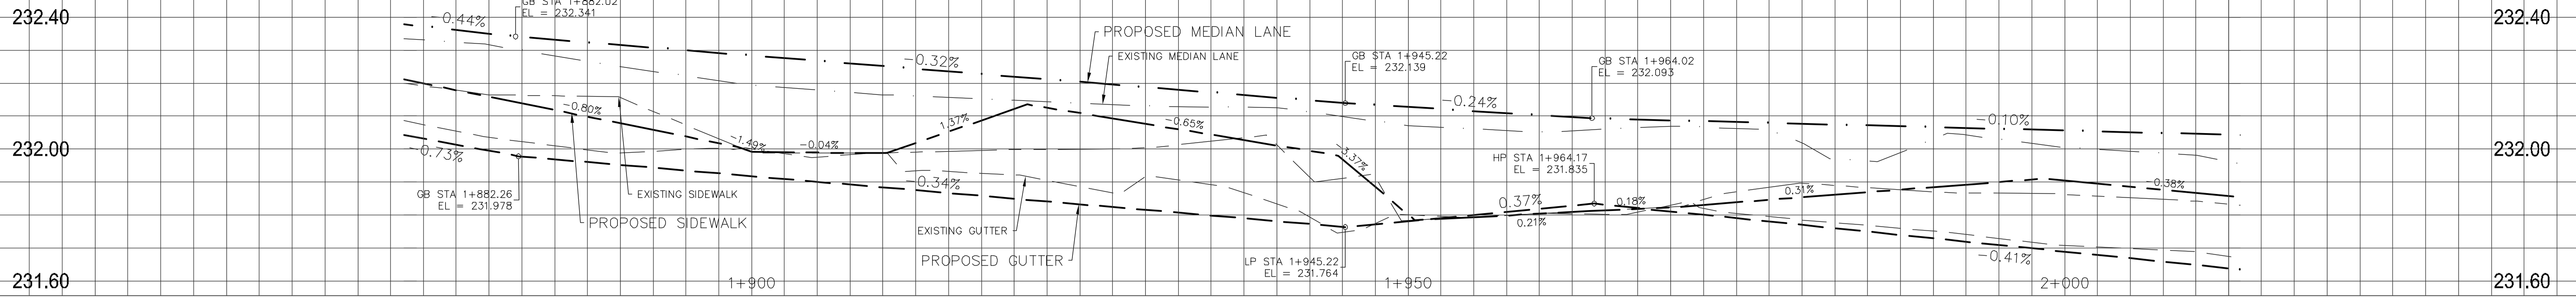 232.40
232.00
231.60
-0.44%
GB STA 1+882.02
EL = 232.341
-0.32%
PROPOSED MEDIAN LANE
EXISTING MEDIAN LANE
GB STA 1+945.22
EL = 232.139
-0.24%
GB STA 1+964.02
EL = 232.093
-0.10%
-0.80%
-1.49%
-0.04%
1.37%
-0.65%
-3.37%
HP STA 1+964.17
EL = 231.835
-0.73%
GB STA 1+882.26
EL = 231.978
EXISTING SIDEWALK
PROPOSED SIDEWALK
-0.34%
EXISTING GUTTER
PROPOSED GUTTER
LP STA 1+945.22
EL = 231.764
0.37%
0.21%
0.18%
0.31%
-0.38%
-0.41%
1+900
1+950
2+000
232.40
232.00
231.60